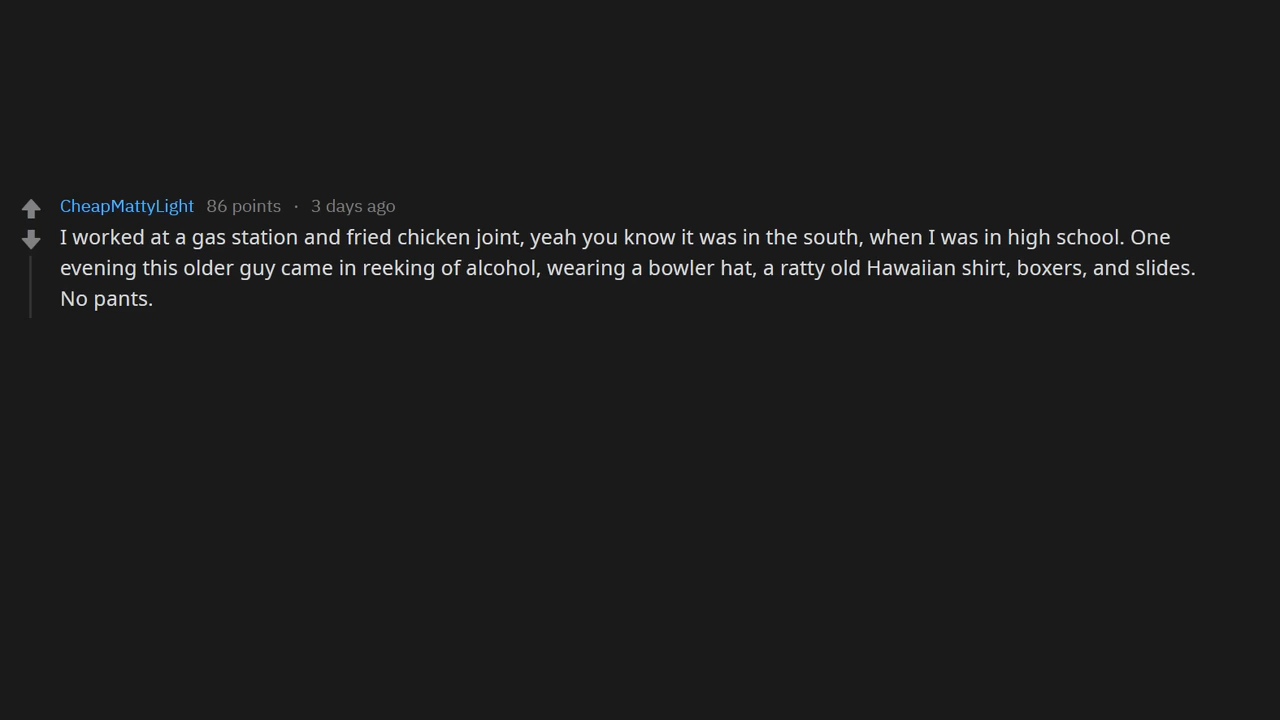 CheapMattyLight 86 points · 3 days ago
I worked at a gas station and fried chicken joint, yeah you know it was in the south, when I was in high school. One
evening this older guy came in reeking of alcohol, wearing a bowler hat, a ratty old Hawaiian shirt, boxers, and slides.
No pants.